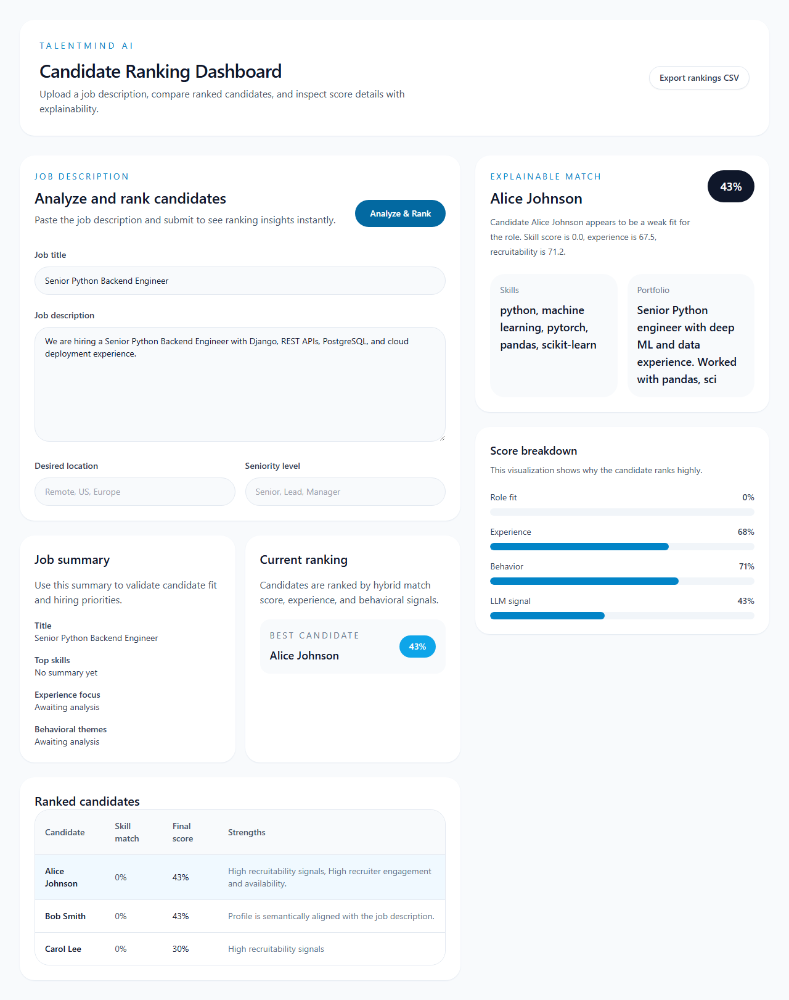 TALENTMIND AI
Candidate Ranking Dashboard
Upload a job description, compare ranked candidates, and inspect score details with
explainability.
Export rankings CSV
JOB DESCRIPTION
Analyze and rank candidates
Paste the job description and submit to see ranking insights instantly.
Analyze & Rank
Job title
Senior Python Backend Engineer
Job description
We are hiring a Senior Python Backend Engineer with Django, REST APIs, PostgreSQL, and cloud
deployment experience.
Desired location
Remote, US, Europe
Seniority level
Senior, Lead, Manager
Job summary
Use this summary to validate candidate fit
and hiring priorities.
Title
Senior Python Backend Engineer
Top skills
No summary yet
Experience focus
Awaiting analysis
Behavioral themes
Awaiting analysis
Current ranking
Candidates are ranked by hybrid match
score, experience, and behavioral signals.
BEST CANDIDATE
Alice Johnson
43%
Ranked candidates
Candidate
Skill
match
Final
score
Strengths
Alice
Johnson
0%
43%
High recruitability signals, High recruiter engagement
and availability.
Bob Smith
0%
43%
Profile is semantically aligned with the job description.
Carol Lee
0%
30%
High recruitability signals
EXPLAINABLE MATCH
Alice Johnson
43%
Candidate Alice Johnson appears to be a weak fit for
the role. Skill score is 0.0, experience is 67.5,
recruitability is 71.2.
Skills
python, machine
learning, pytorch,
pandas, scikit-learn
Portfolio
Senior Python
engineer with deep
ML and data
experience. Worked
with pandas, sci
Score breakdown
This visualization shows why the candidate ranks highly.
Role fit
0%
Experience
68%
Behavior
71%
LLM signal
43%